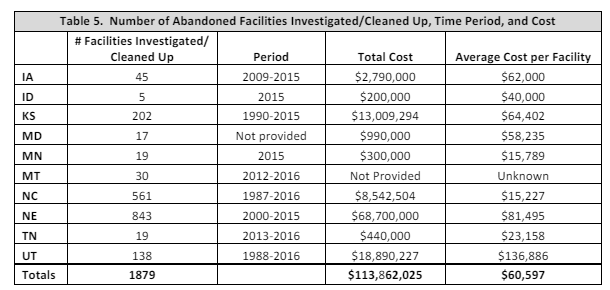 Table 5. Number of Abandoned Facilities Investigated/Cleaned Up, Time Period, and Cost
# Facilities Investigated/
Cleaned Up Period Total Cost Average Cost per Facility
IA 45 2009-2015 $2,790,000 $62,000
ID 5 2015 $200,000 $40,000
KS 202 1990-2015 $13,009,294 $64,402
MD 17 Not provided $990,000 $58,235
MN 19 2015 $300,000 $15,789
MT 30 2012-2016 Not Provided Unknown
NC 561 1987-2016 $8,542,504 $15,227
NE 843 2000-2015 $68,700,000 $81,495
TN 19 2013-2016 $440,000 $23,158
UT 138 1988-2016 $18,890,227 $136,886
Totals 1879 $113,862,025 $60,597